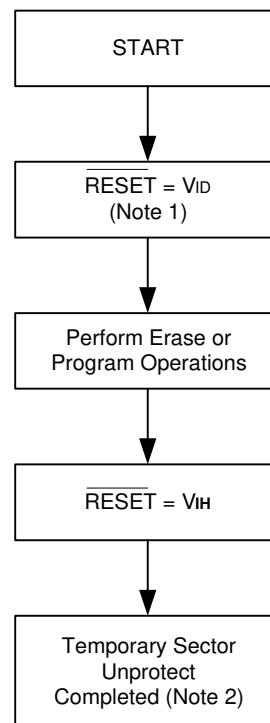 START
RESET = VID
(Note 1)
Perform Erase or
Program Operations
RESET = VIH
Temporary Sector
Unprotect
Completed (Note 2)